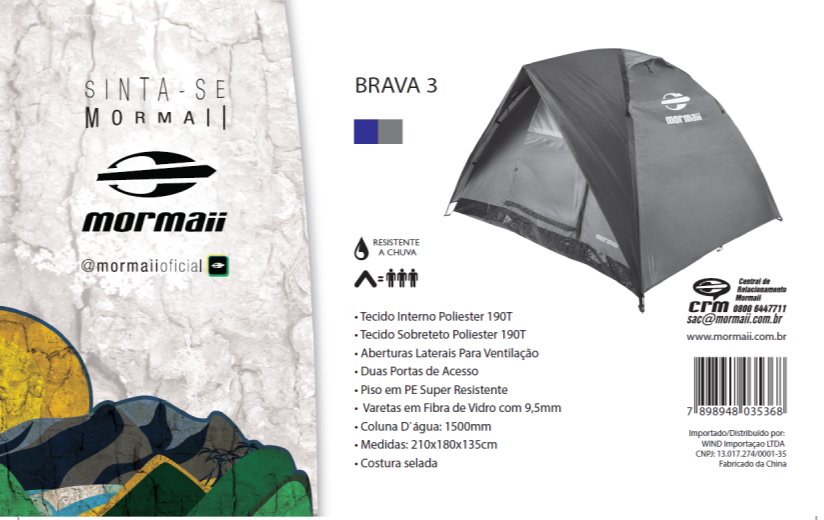 SINTA-SE
MORMAII
mormaii
@mormaiioficial
BRAVA 3
mormaii
mormaii
RESISTENTE
A CHUVA
=
• Tecido Interno Poliester 190T
• Tecido Sobreteto Poliester 190T
• Aberturas Laterais Para Ventilação
• Duas Portas de Acesso
• Piso em PE Super Resistente
• Varetas em Fibra de Vidro com 9,5mm
• Coluna D`água: 1500mm
• Medidas: 210x180x135cm
• Costura selada
Central de
Relacionamento
Mormaii
crm 0800 6447711
sac@mormaii.com.br
www.mormaii.com.br
7 898948 035368
Importado/Distribuido por:
WIND Importaçao LTDA
CNPJ: 13.017.274/0001-35
Fabricado da China